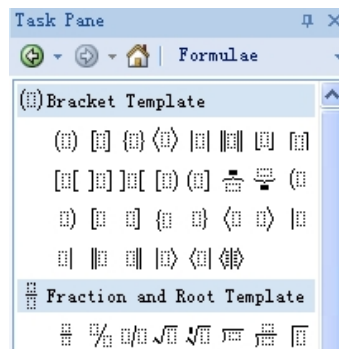 Task Pane
Formulae
Bracket Template
Fraction and Root Template